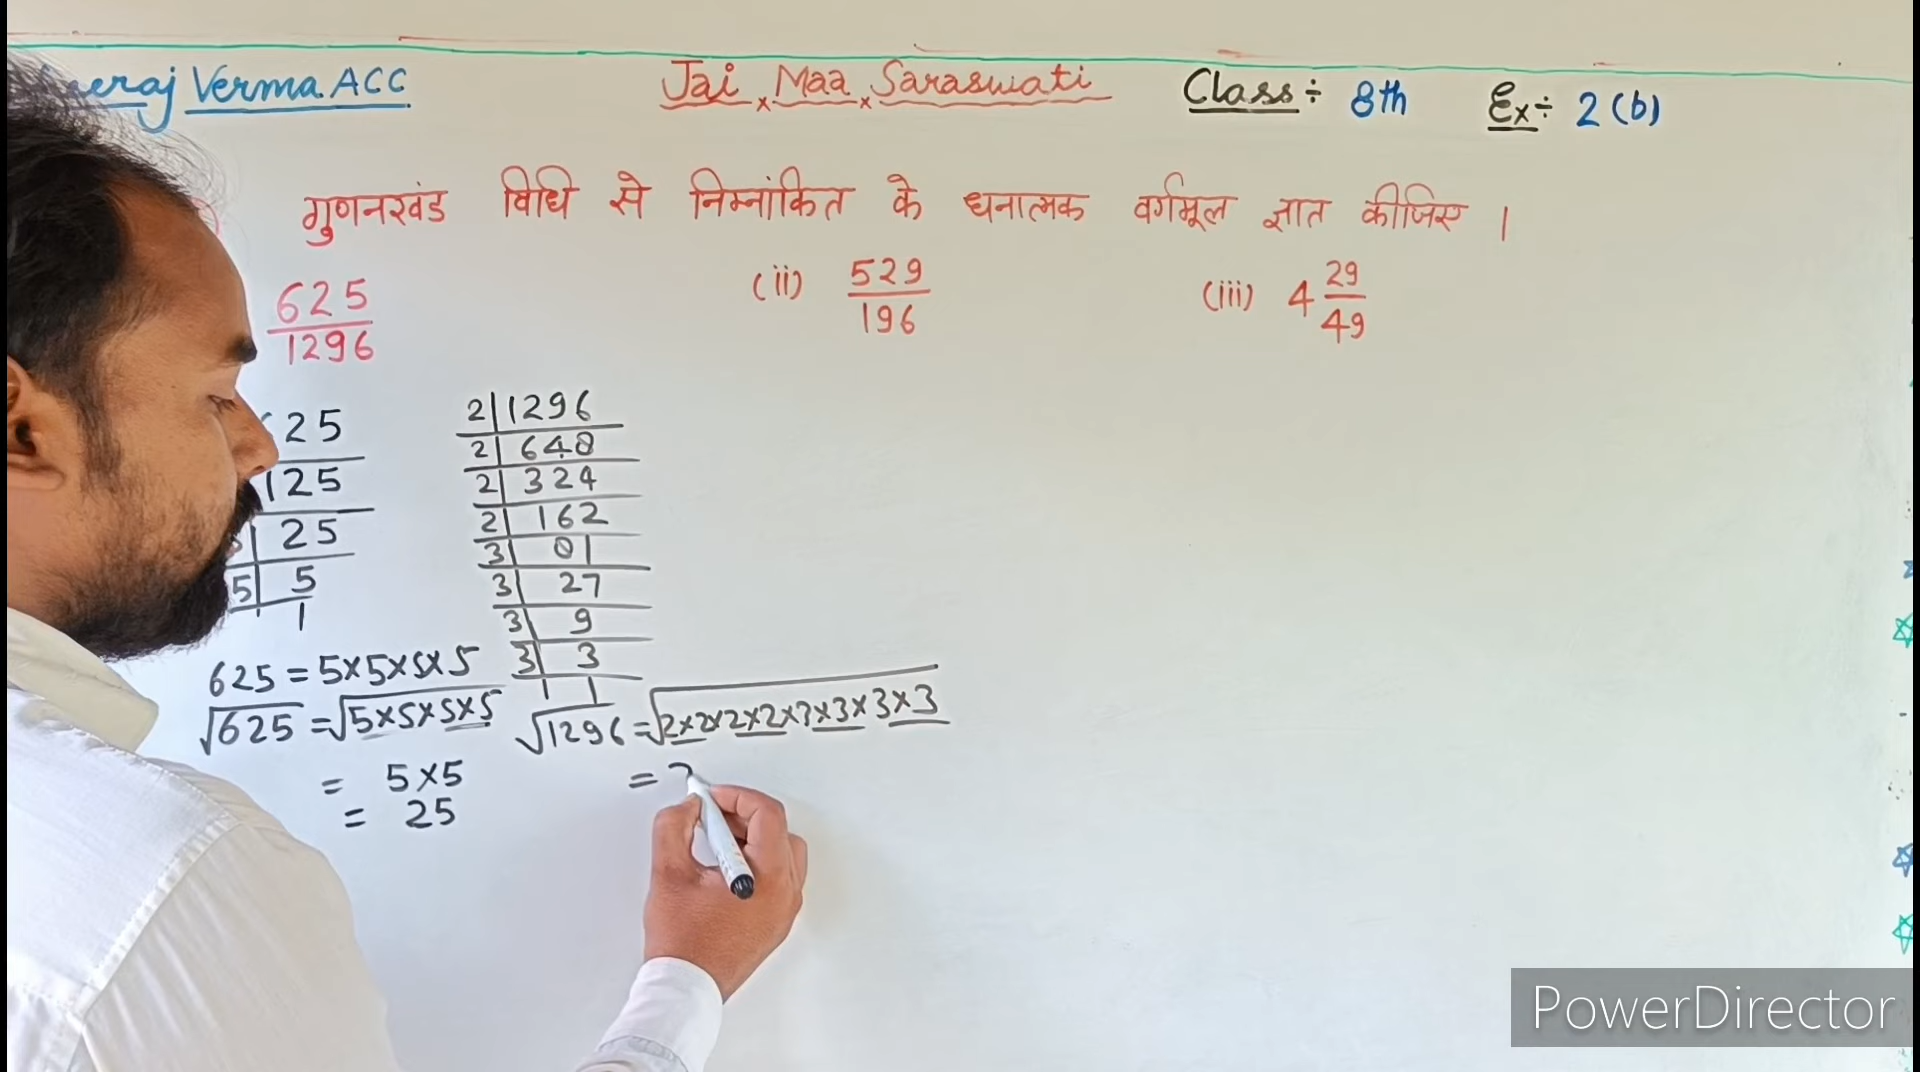 Verma ACC
Jai Maa Saraswati
Class÷ 8th
Ex÷ 2(b)
गुणनखंड विधि से निम्नांकित के धनात्मक वर्गमूल ज्ञात कीजिए ।
625/1296
(ii) 529/196
(iii) 4 29/49
25
125
25
5 | 5
1
2 | 1296
2 | 648
2 | 324
2 | 162
3 | 81
3 | 27
3 | 9
3 | 3
1 | 1
625 = 5×5×5×5
√625 = √5×5×5×5
= 5×5
= 25
√1296 = √2×2×2×2×3×3×3×3
=
PowerDirector